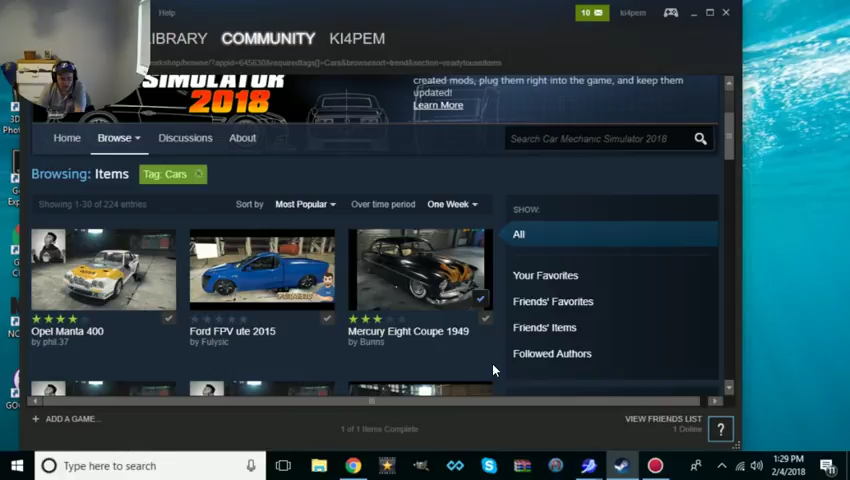 Help
10
ki4pem
IBRARY
COMMUNITY
KI4PEM
SIMULATOR
2018
created mods, plug them right into the game, and keep them
updated!
Learn More
Home
Browse
Discussions
About
Search Car Mechanic Simulator 2018
Browsing: Items
Tag: Cars
Showing 1-30 of 224 entries
Sort by
Most Popular
Over time period
One Week
SHOW:
All
Your Favorites
Friends' Favorites
Friends' Items
Followed Authors
Opel Manta 400
by phil.37
Ford FPV ute 2015
by Fulysic
Mercury Eight Coupe 1949
by Bunns
+ ADD A GAME...
1 of 1 Items Complete
VIEW FRIENDS LIST
1 Online
?
Type here to search
1:29 PM
2/4/2018